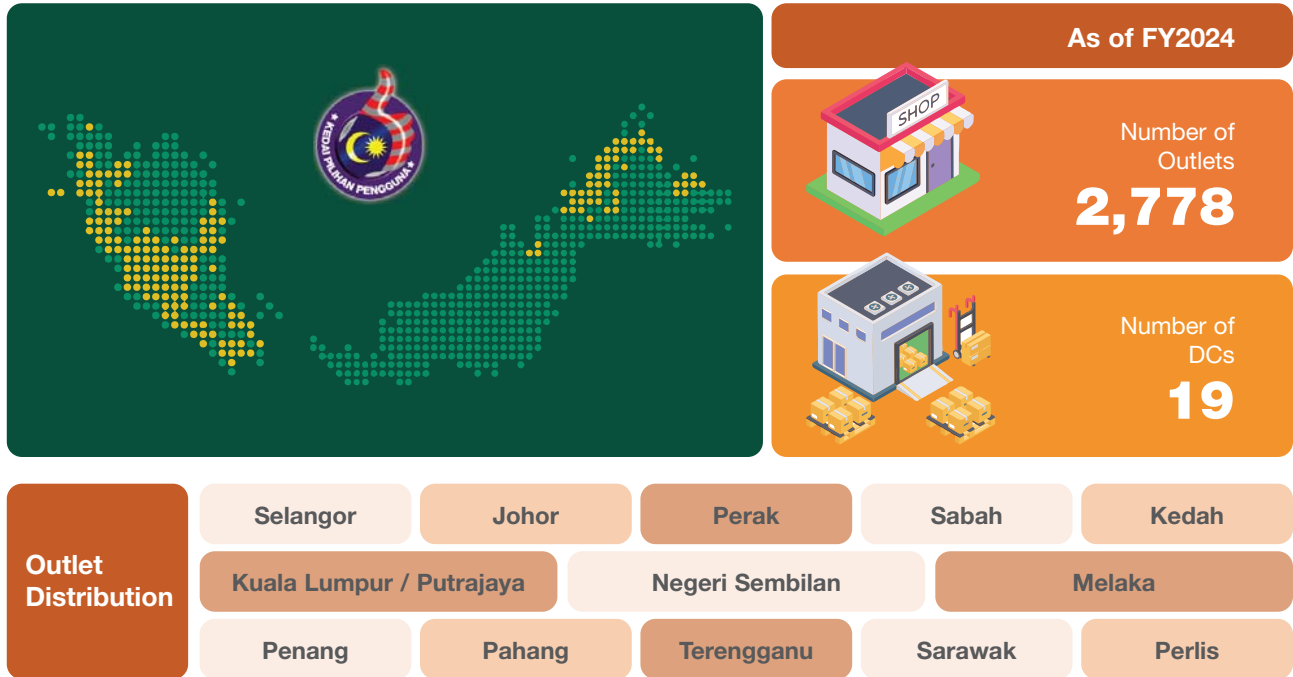 ★ KEDAI PILIHAN PENGGUNA ★
As of FY2024
SHOP
Number of
Outlets
2,778
Number of
DCs
19
Outlet
Distribution
Selangor
Johor
Perak
Sabah
Kedah
Kuala Lumpur / Putrajaya
Negeri Sembilan
Melaka
Penang
Pahang
Terengganu
Sarawak
Perlis